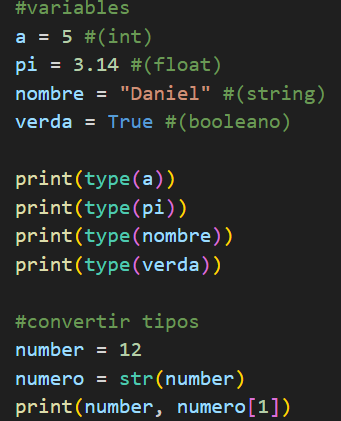 #variables
a = 5 #(int)
pi = 3.14 #(float)
nombre = "Daniel" #(string)
verda = True #(booleano)
print(type(a))
print(type(pi))
print(type(nombre))
print(type(verda))
#convertir tipos
number = 12
numero = str(number)
print(number, numero[1])